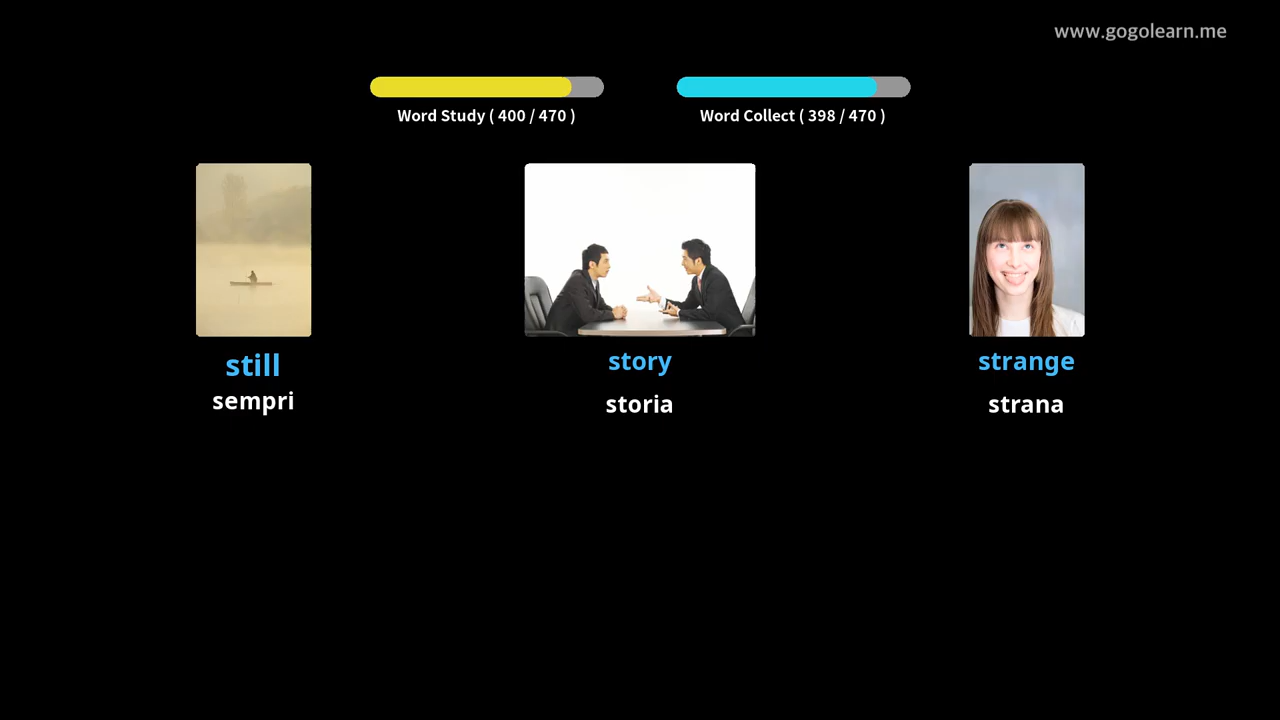 www.gogolearn.me
Word Study ( 400 / 470 )
Word Collect ( 398 / 470 )
still
sempri
story
storia
strange
strana